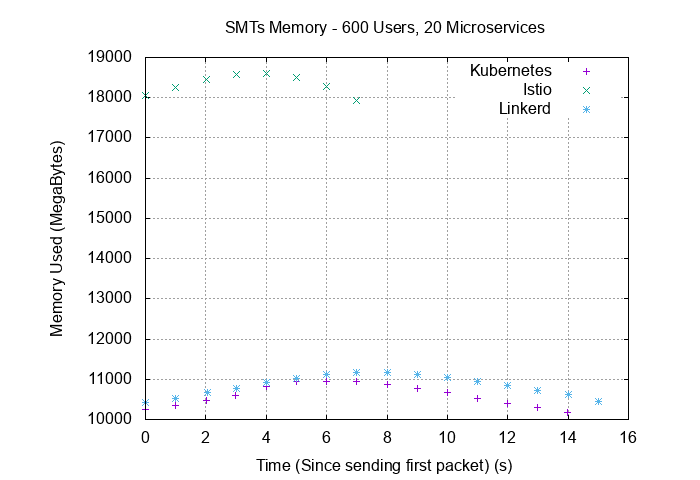 SMTs Memory - 600 Users, 20 Microservices
19000
18000
17000
16000
15000
14000
13000
12000
11000
10000
Memory Used (MegaBytes)
Kubernetes
Istio
Linkerd
0 2 4 6 8 10 12 14 16
Time (Since sending first packet) (s)